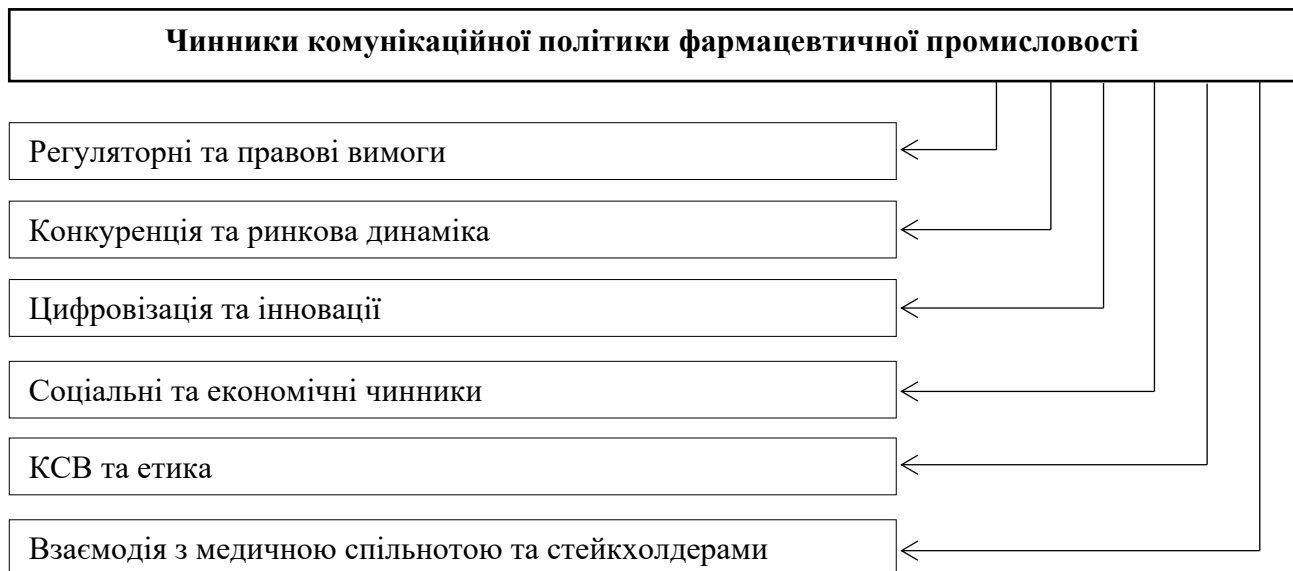 Чинники комунікаційної політики фармацевтичної промисловості
Регуляторні та правові вимоги
Конкуренція та ринкова динаміка
Цифровізація та інновації
Соціальні та економічні чинники
КСВ та етика
Взаємодія з медичною спільнотою та стейкхолдерами